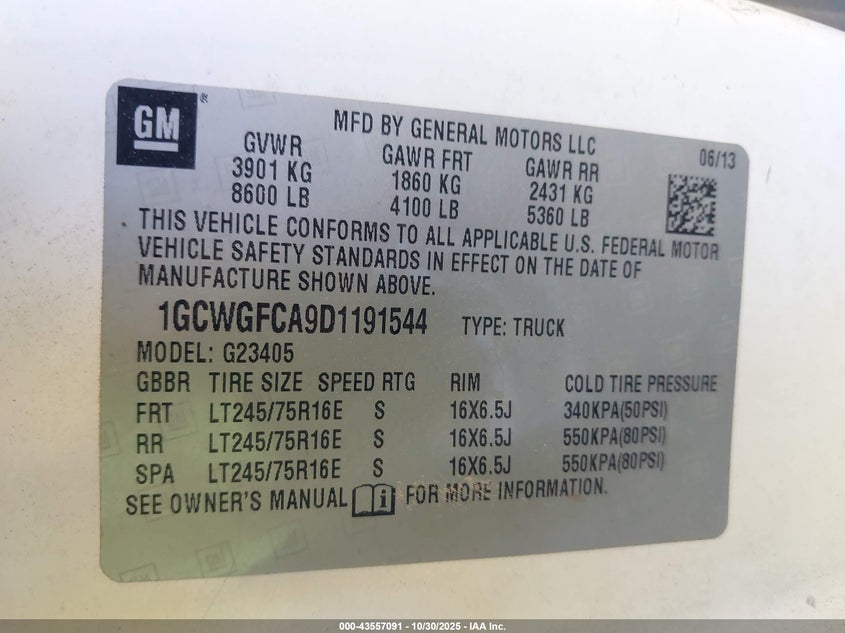 GM ®
MFD BY GENERAL MOTORS LLC
06/13
GVWR GAWR FRT GAWR RR
3901 KG 1860 KG 2431 KG
8600 LB 4100 LB 5360 LB
THIS VEHICLE CONFORMS TO ALL APPLICABLE U.S. FEDERAL MOTOR
VEHICLE SAFETY STANDARDS IN EFFECT ON THE DATE OF
MANUFACTURE SHOWN ABOVE.
1GCWGFCA9D1191544 TYPE: TRUCK
MODEL: G23405
GBBR TIRE SIZE SPEED RTG RIM COLD TIRE PRESSURE
FRT LT245/75R16E S 16X6.5J 340KPA(50PSI)
RR LT245/75R16E S 16X6.5J 550KPA(80PSI)
SPA LT245/75R16E S 16X6.5J 550KPA(80PSI)
SEE OWNER'S MANUAL i FOR MORE INFORMATION.
000-43557091 | 10/30/2025 - IAA Inc.